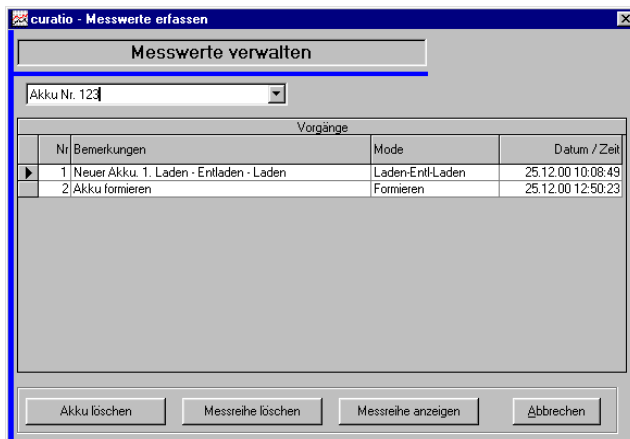 curatio - Messwerte erfassen
Messwerte verwalten
Akku Nr. 123
Vorgänge
Nr Bemerkungen Mode Datum / Zeit
1 Neuer Akku. 1. Laden - Entladen - Laden Laden-Entl-Laden 25.12.00 10:08:49
2 Akku formieren Formieren 25.12.00 12:50:23
Akku löschen Messreihe löschen Messreihe anzeigen Abbrechen